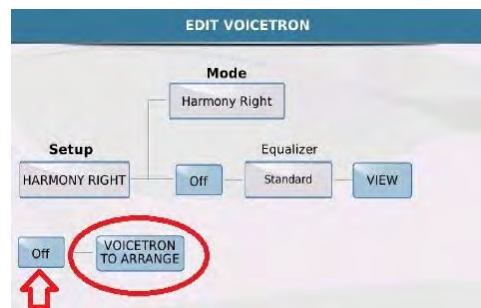 EDIT VOICETRON
Mode
Harmony Right
Setup
Equalizer
HARMONY RIGHT
Off
Standard
VIEW
Off
VOICETRON
TO ARRANGE